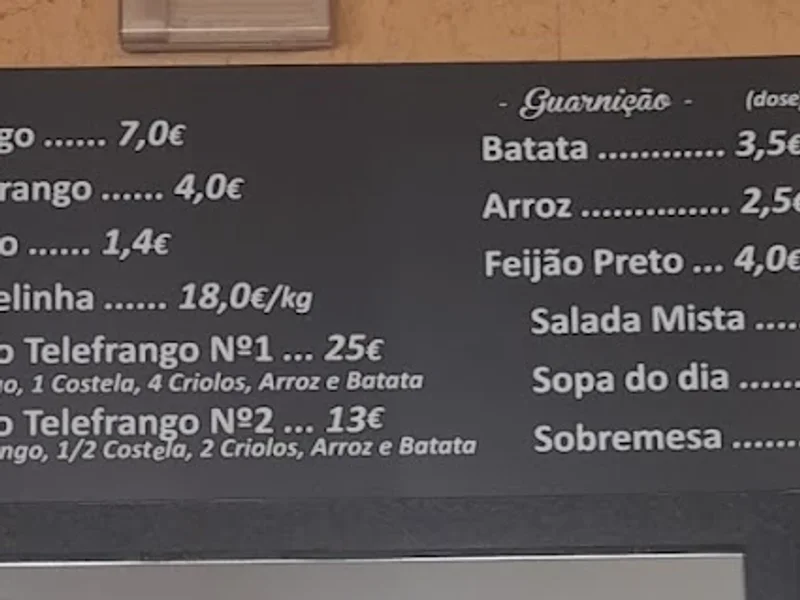 go ...... 7,0€
rango ...... 4,0€
o ...... 1,4€
elinha ...... 18,0€/kg
o Telefrango Nº1 ... 25€
go, 1 Costela, 4 Criolos, Arroz e Batata
o Telefrango Nº2 ... 13€
ngo, 1/2 Costela, 2 Criolos, Arroz e Batata
- Guarnição - (dose)
Batata ............ 3,5€
Arroz .............. 2,5€
Feijão Preto ... 4,0€
Salada Mista ....
Sopa do dia ......
Sobremesa .......